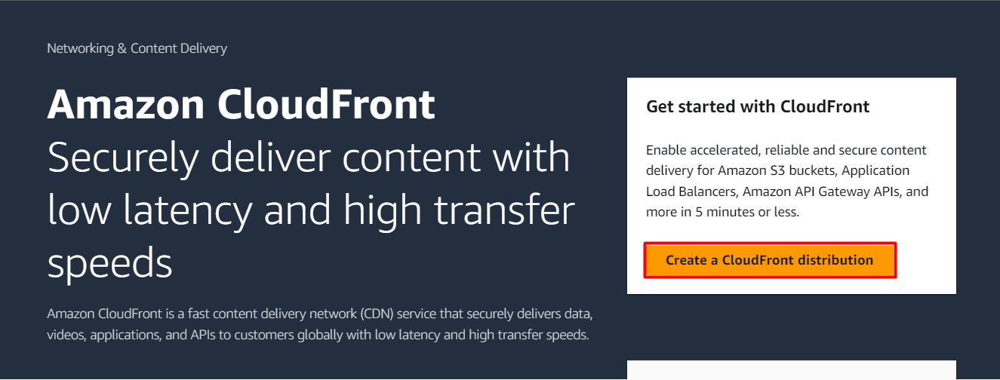 Networking & Content Delivery
Amazon CloudFront
Securely deliver content with
low latency and high transfer
speeds
Amazon CloudFront is a fast content delivery network (CDN) service that securely delivers data,
videos, applications, and APIs to customers globally with low latency and high transfer speeds.
Get started with CloudFront
Enable accelerated, reliable and secure content
delivery for Amazon S3 buckets, Application
Load Balancers, Amazon API Gateway APIs, and
more in 5 minutes or less.
Create a CloudFront distribution